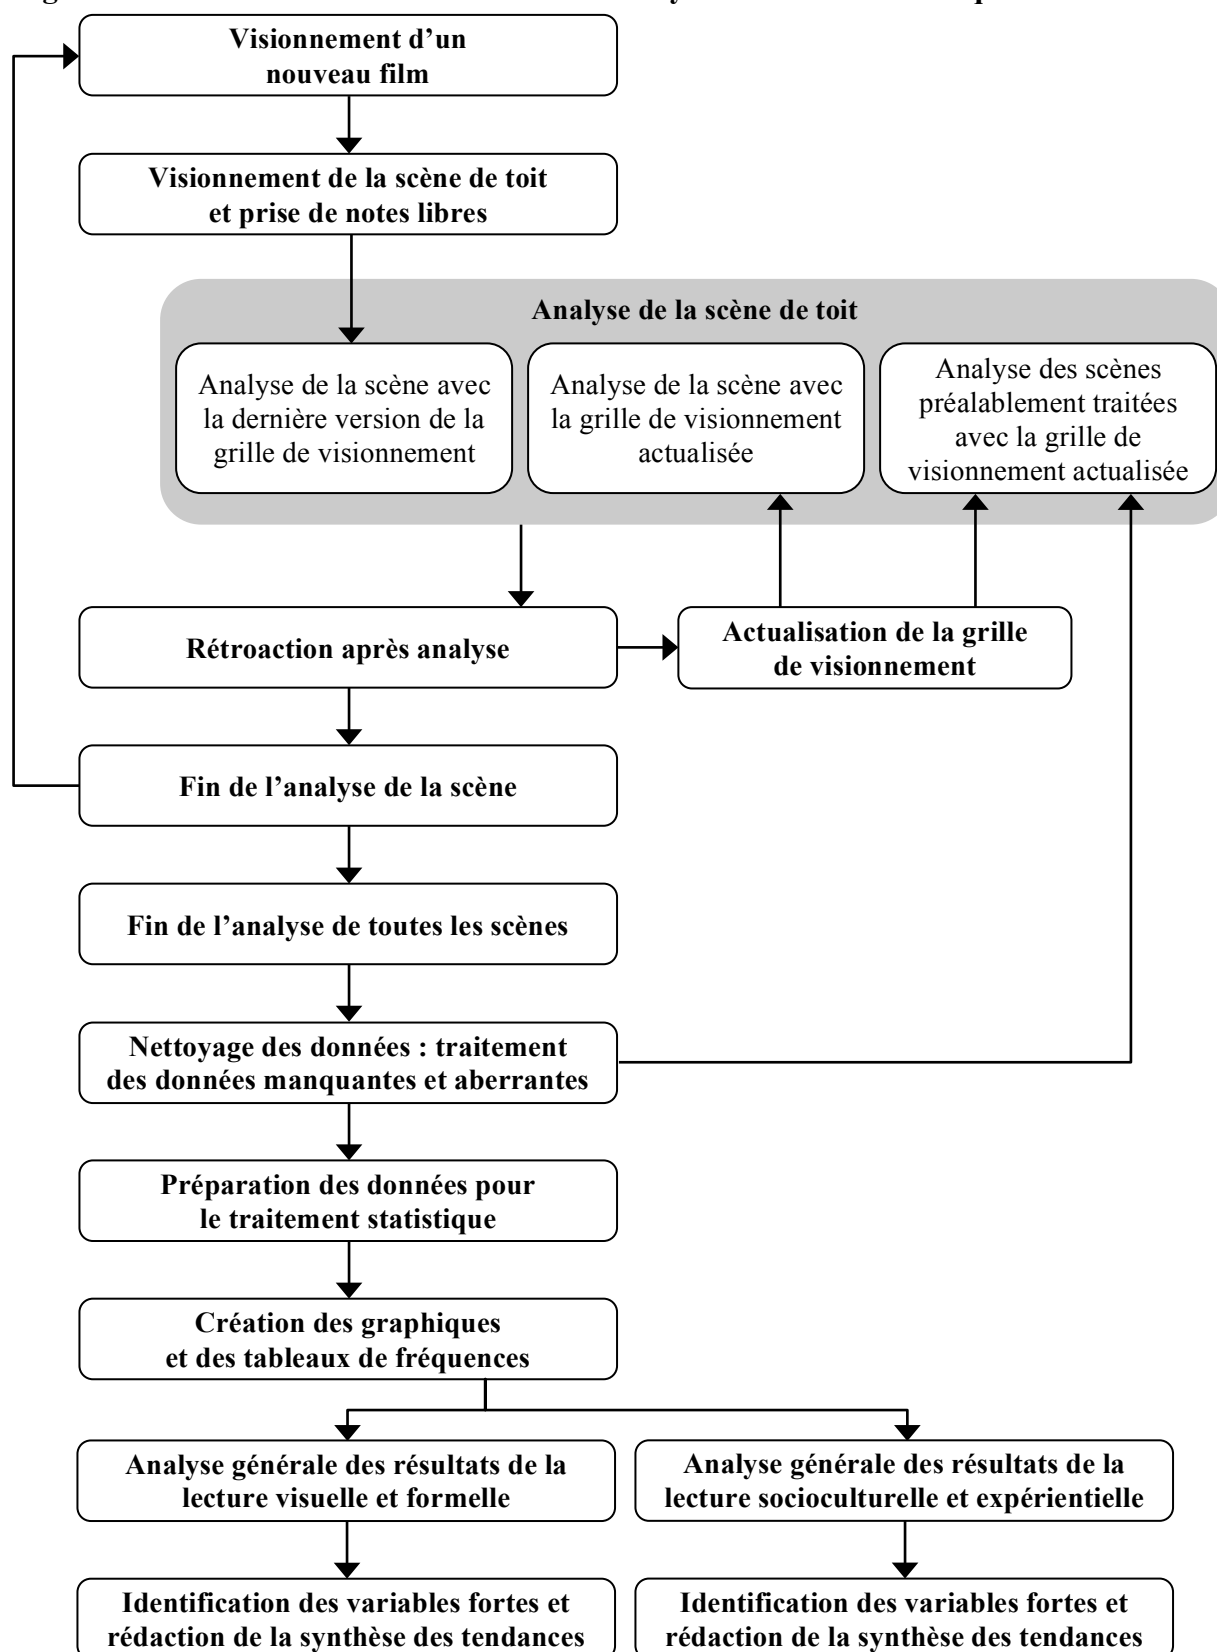 Visionnement d’un
nouveau film
Visionnement de la scène de toit
et prise de notes libres
Analyse de la scène de toit
Analyse de la scène avec
la dernière version de la
grille de visionnement
Analyse de la scène avec
la grille de visionnement
actualisée
Analyse des scènes
préalablement traitées
avec la grille de
visionnement actualisée
Rétroaction après analyse
Actualisation de la grille
de visionnement
Fin de l’analyse de la scène
Fin de l’analyse de toutes les scènes
Nettoyage des données : traitement
des données manquantes et aberrantes
Préparation des données pour
le traitement statistique
Création des graphiques
et des tableaux de fréquences
Analyse générale des résultats de la
lecture visuelle et formelle
Analyse générale des résultats de la
lecture socioculturelle et expérientielle
Identification des variables fortes et
rédaction de la synthèse des tendances
Identification des variables fortes et
rédaction de la synthèse des tendances